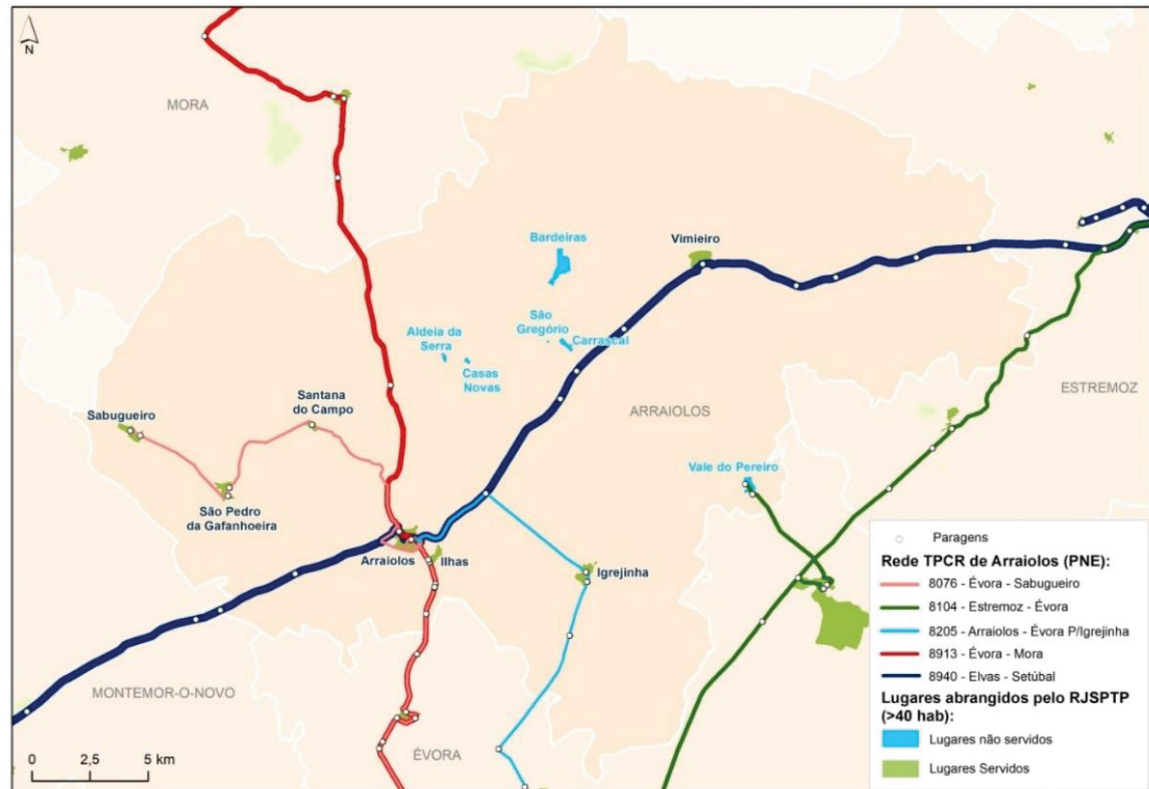 N
MORA
Bardeiras
Vimieiro
São
Gregório
Carrascal
Aldeia da
Serra
Casas
Novas
Santana
do Campo
Sabugueiro
ARRAIOLOS
ESTREMOZ
São Pedro
da Gafanhoeira
Vale do Pereiro
Arraiolos
Ilhas
Igrejinha
MONTEMOR-O-NOVO
ÉVORA
0 2,5 5 km
Paragens
Rede TPCR de Arraiolos (PNE):
8076 - Évora - Sabugueiro
8104 - Estremoz - Évora
8205 - Arraiolos - Évora P/Igrejinha
8913 - Évora - Mora
8940 - Elvas - Setúbal
Lugares abrangidos pelo RJSPTP
(>40 hab):
Lugares não servidos
Lugares Servidos